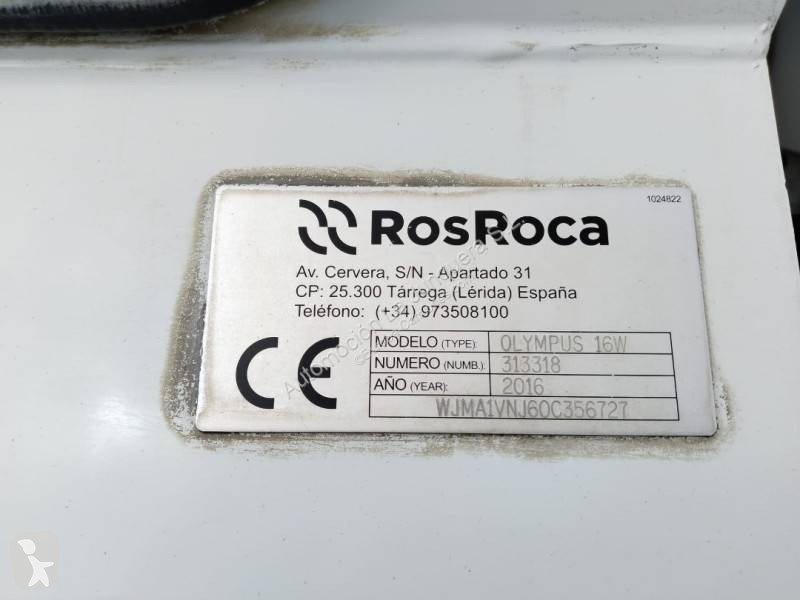 1024822
RosRoca
Av. Cervera, S/N - Apartado 31
CP: 25.300 Tárrega (Lérida) España
Teléfono: (+34) 973508100
CE
MODELO (TYPE): OLYMPUS 16W
NUMERO (NUMB.): 313318
AÑO (YEAR): 2016
WJMA1VNJ60C356727